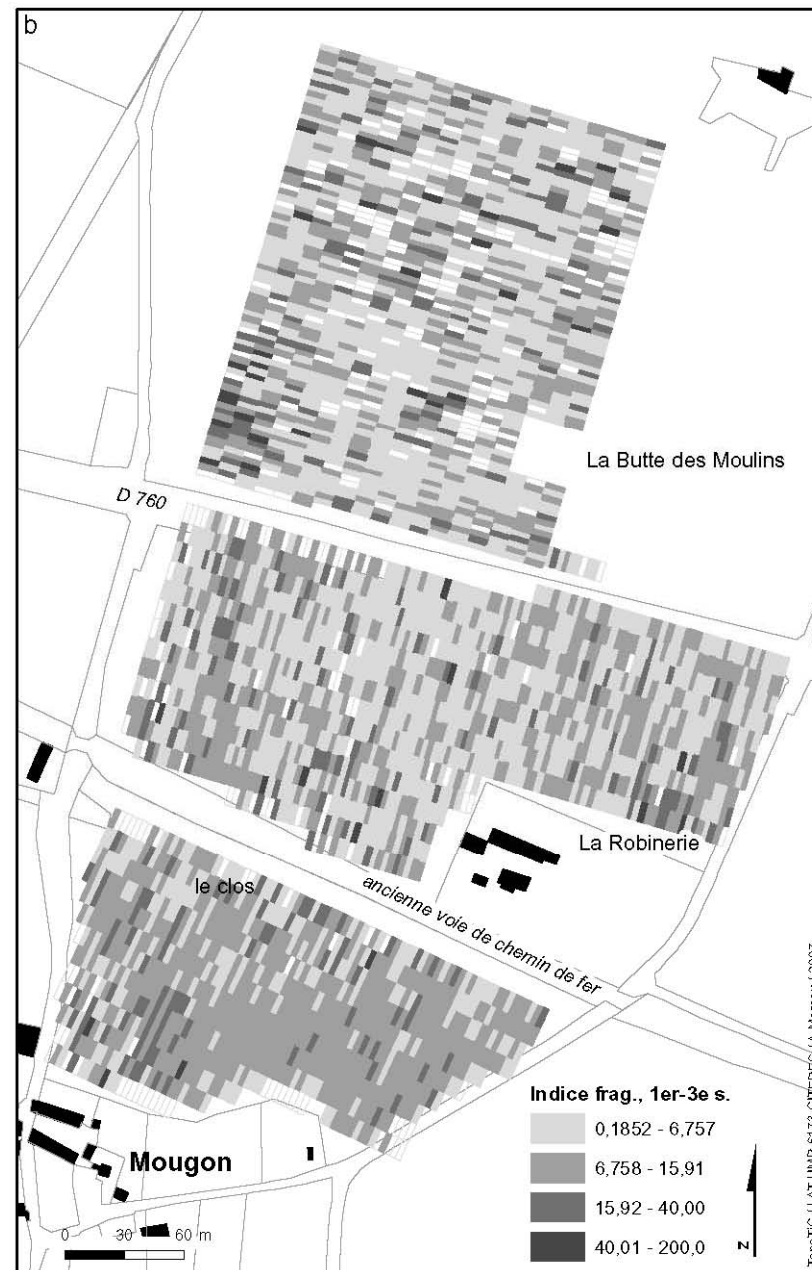 b
La Butte des Moulins
D 760
La Robinerie
le clos
ancienne voie de chemin de fer
Indice frag., 1er-3e s.
0,1852 - 6,757
6,758 - 15,91
15,92 - 40,00
40,01 - 200,0
Mougon
0 30 60 m
N